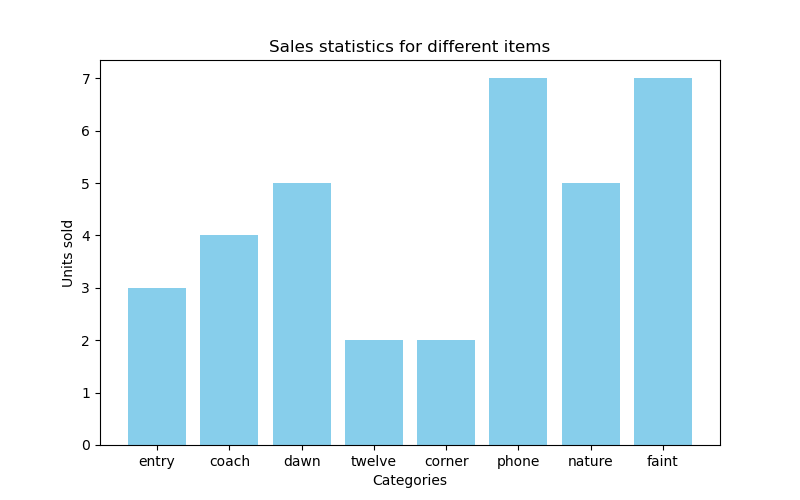 Sales statistics for different items
Units sold
7
6
5
4
3
2
1
0
entry coach dawn twelve corner phone nature faint
Categories